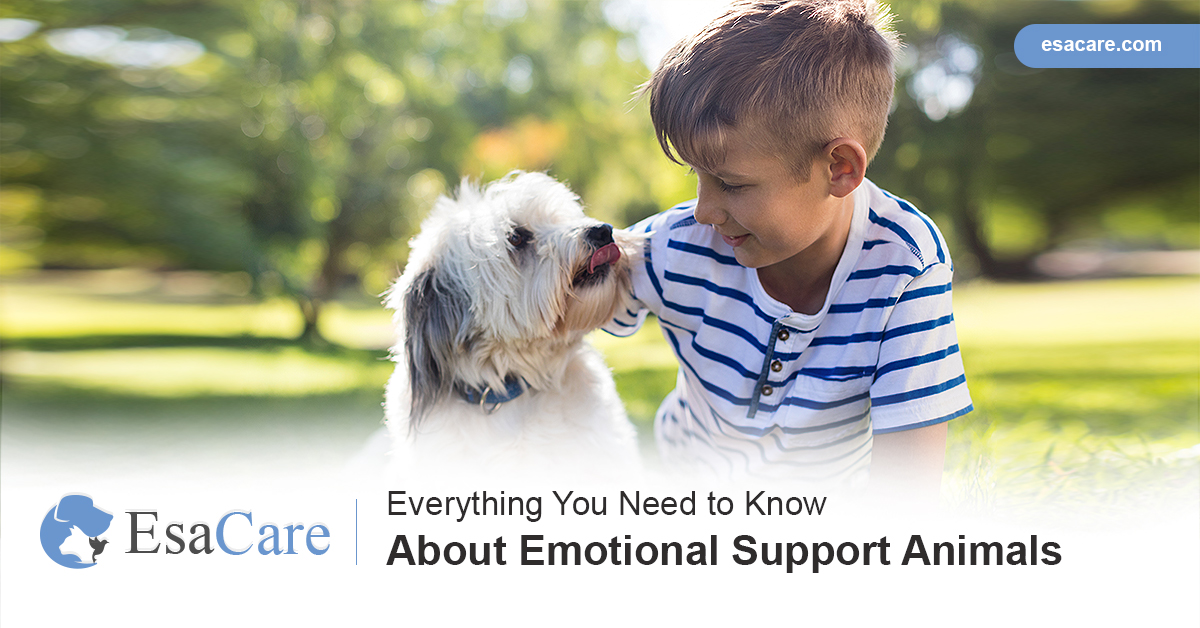 esacare.com
EsaCare
Everything You Need to Know
About Emotional Support Animals